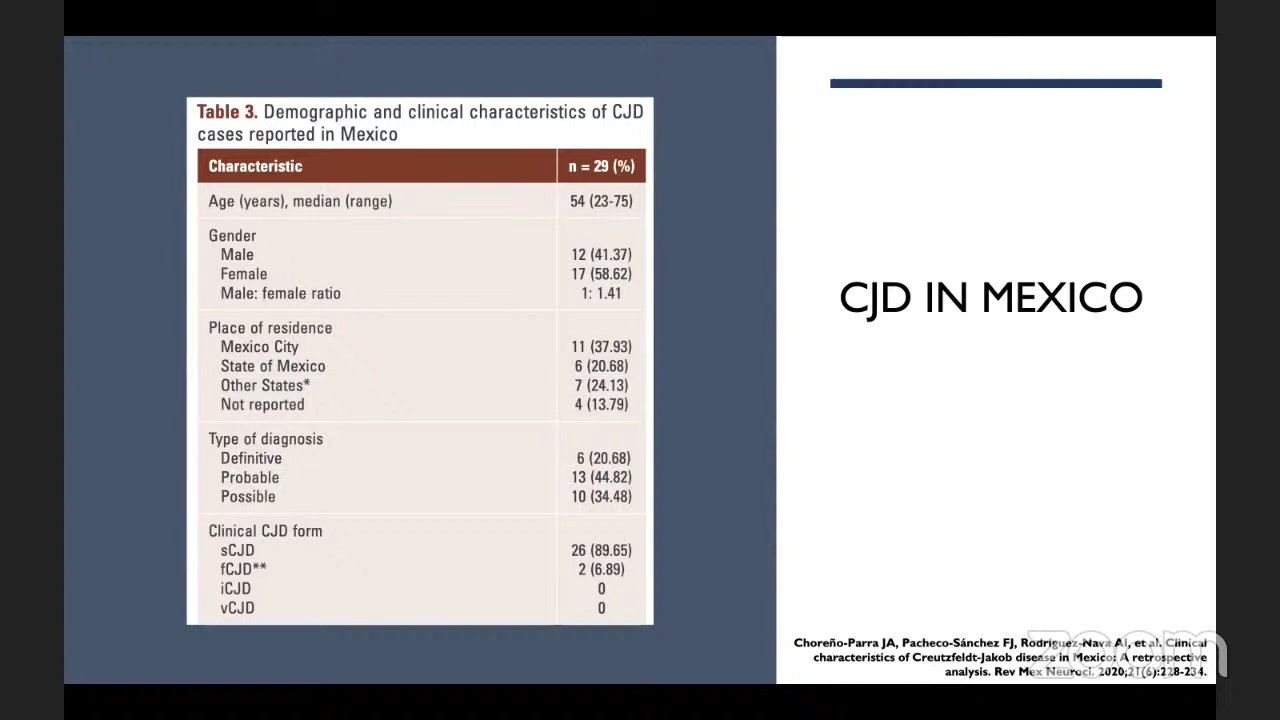 Table 3. Demographic and clinical characteristics of CJD
cases reported in Mexico
Characteristic n = 29 (%)
Age (years), median (range) 54 (23-75)
Gender
Male 12 (41.37)
Female 17 (58.62)
Male: female ratio 1: 1.41
Place of residence
Mexico City 11 (37.93)
State of Mexico 6 (20.68)
Other States* 7 (24.13)
Not reported 4 (13.79)
Type of diagnosis
Definitive 6 (20.68)
Probable 13 (44.82)
Possible 10 (34.48)
Clinical CJD form
sCJD 26 (89.65)
fCJD** 2 (6.89)
iCJD 0
vCJD 0
CJD IN MEXICO
Choreño-Parra JA, Pacheco-Sánchez FJ, Rodríguez-Nava AI, et al. Clinical
characteristics of Creutzfeldt-Jakob disease in Mexico: A retrospective
analysis. Rev Mex Neuroci. 2020;21(6):228-234.
zoom